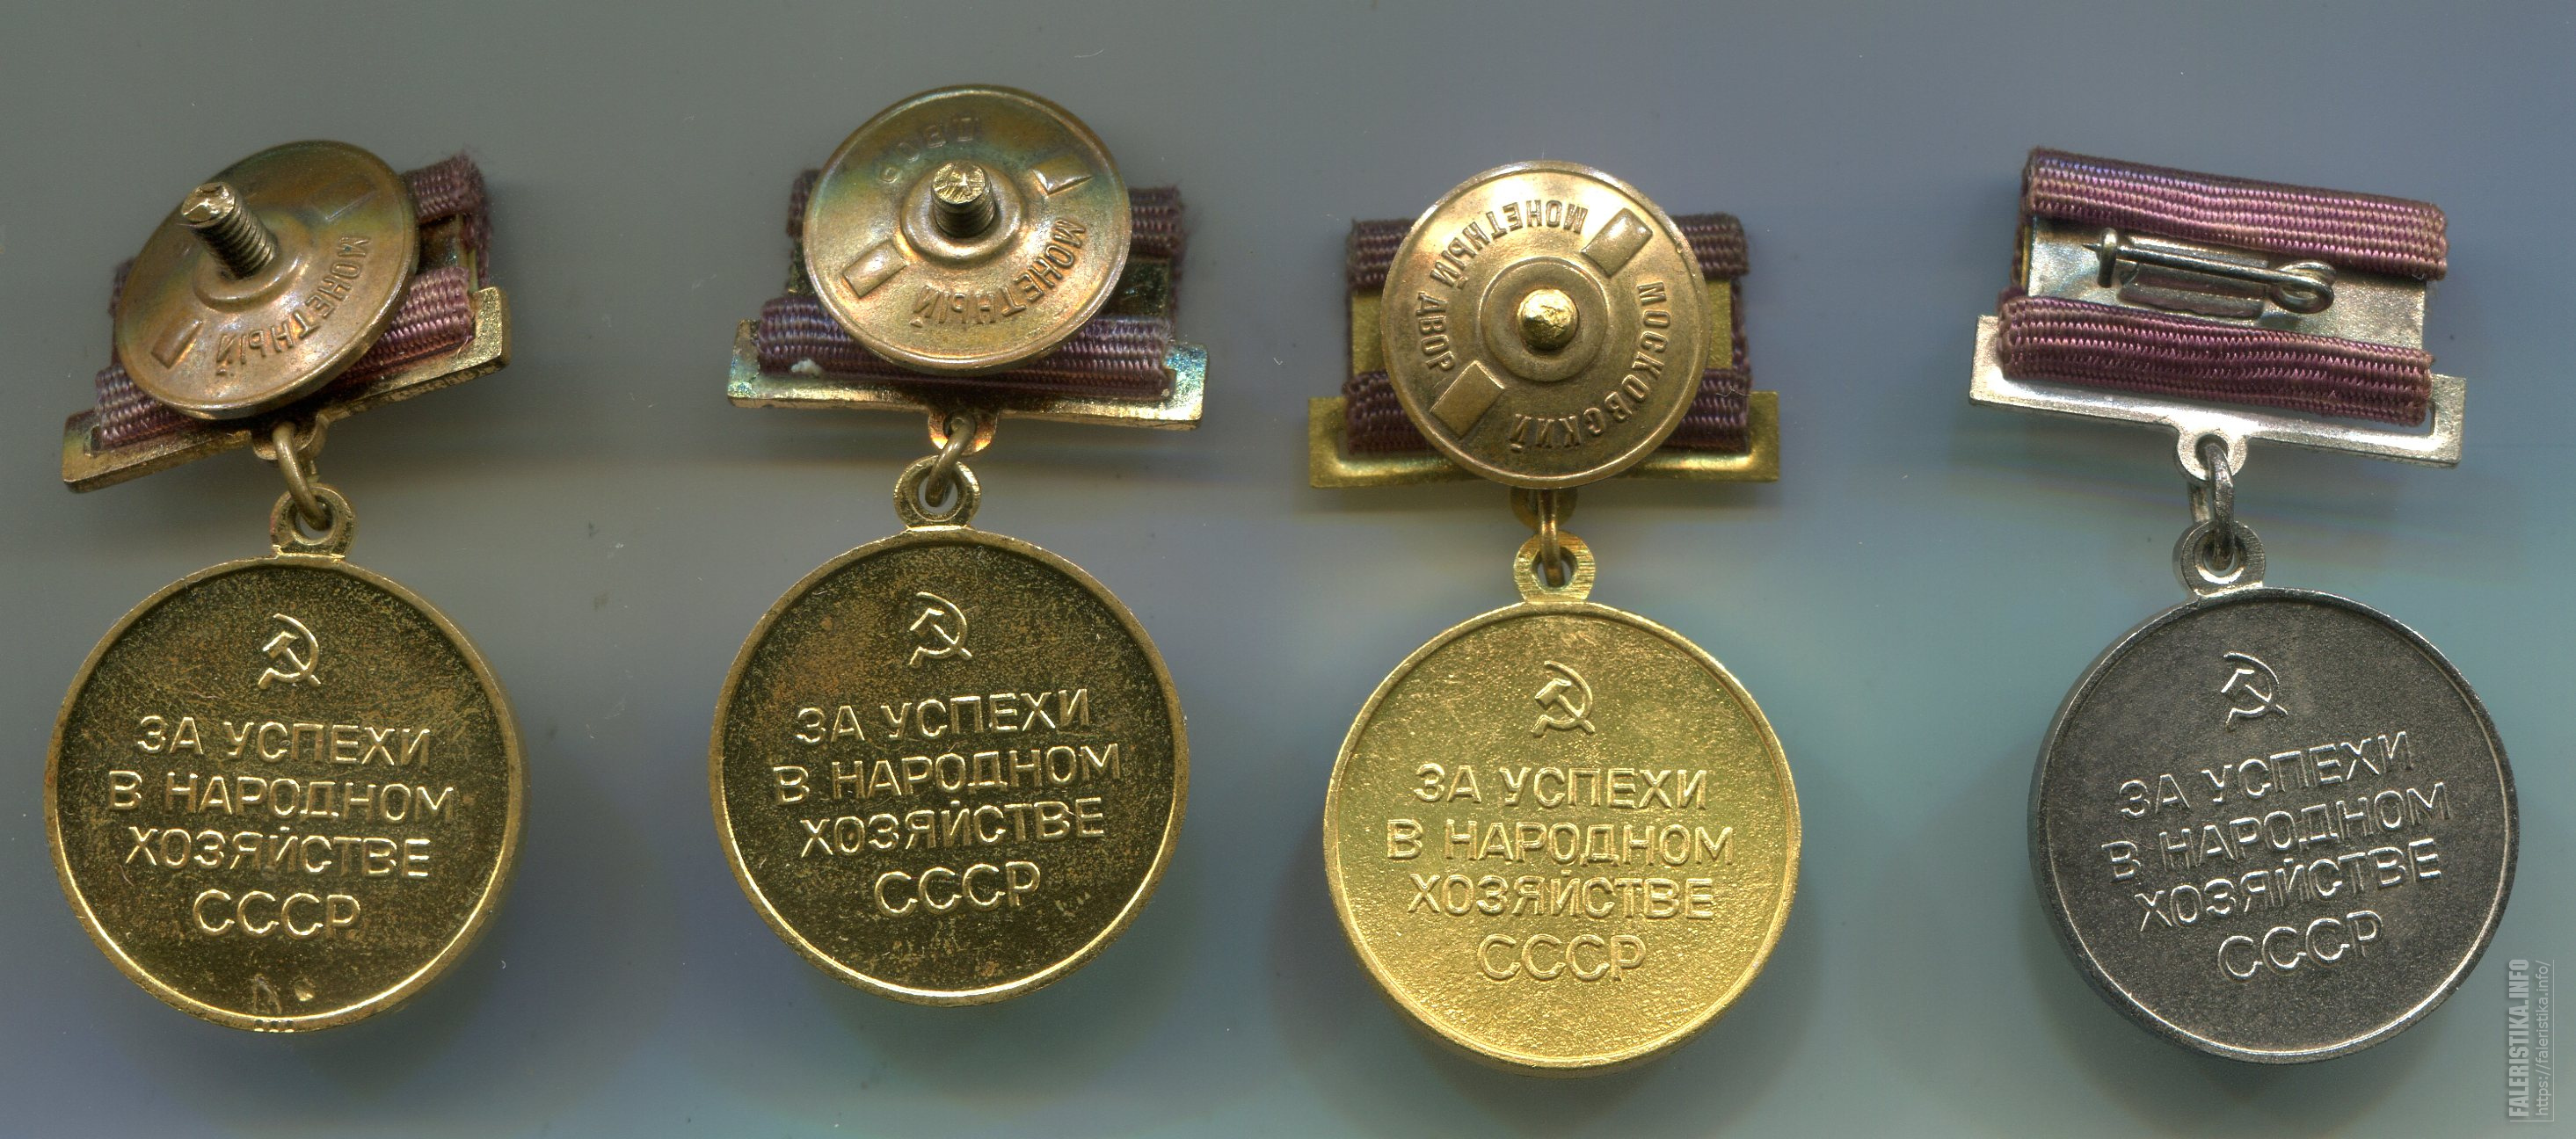 МОНЕТНЫЙ
ЗА УСПЕХИ
В НАРОДНОМ
ХОЗЯЙСТВЕ
СССР
МОНЕТНЫЙ
ЗА УСПЕХИ
В НАРОДНОМ
ХОЗЯЙСТВЕ
СССР
МОСКОВСКИЙ
МОНЕТНЫЙ ДВОР
ЗА УСПЕХИ
В НАРОДНОМ
ХОЗЯЙСТВЕ
СССР
ЗА УСПЕХИ
В НАРОДНОМ
ХОЗЯЙСТВЕ
СССР
FALERISTIKA.INFO
https://faleristika.info/